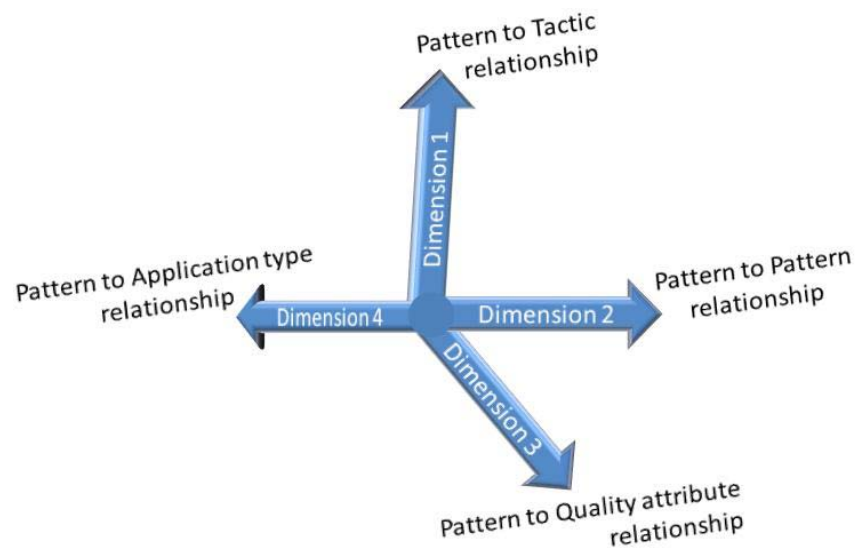 Pattern to Tactic
relationship
Dimension 1
Pattern to Application type
relationship
Dimension 4
Dimension 2
Pattern to Pattern
relationship
Dimension 3
Pattern to Quality attribute
relationship